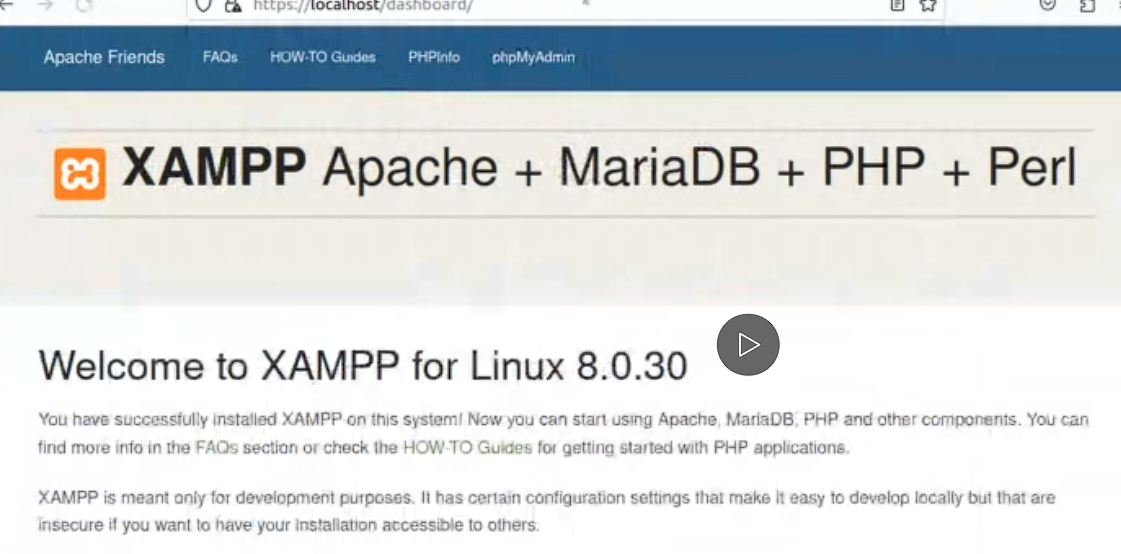 https://localhost/dashboard/
Apache Friends FAQs HOW-TO Guides PHPInfo phpMyAdmin
XAMPP Apache + MariaDB + PHP + Perl
Welcome to XAMPP for Linux 8.0.30
You have successfully installed XAMPP on this system! Now you can start using Apache, MariaDB, PHP and other components. You can
find more info in the FAQs section or check the HOW-TO Guides for getting started with PHP applications.
XAMPP is meant only for development purposes. It has certain configuration settings that make it easy to develop locally but that are
insecure if you want to have your installation accessible to others.